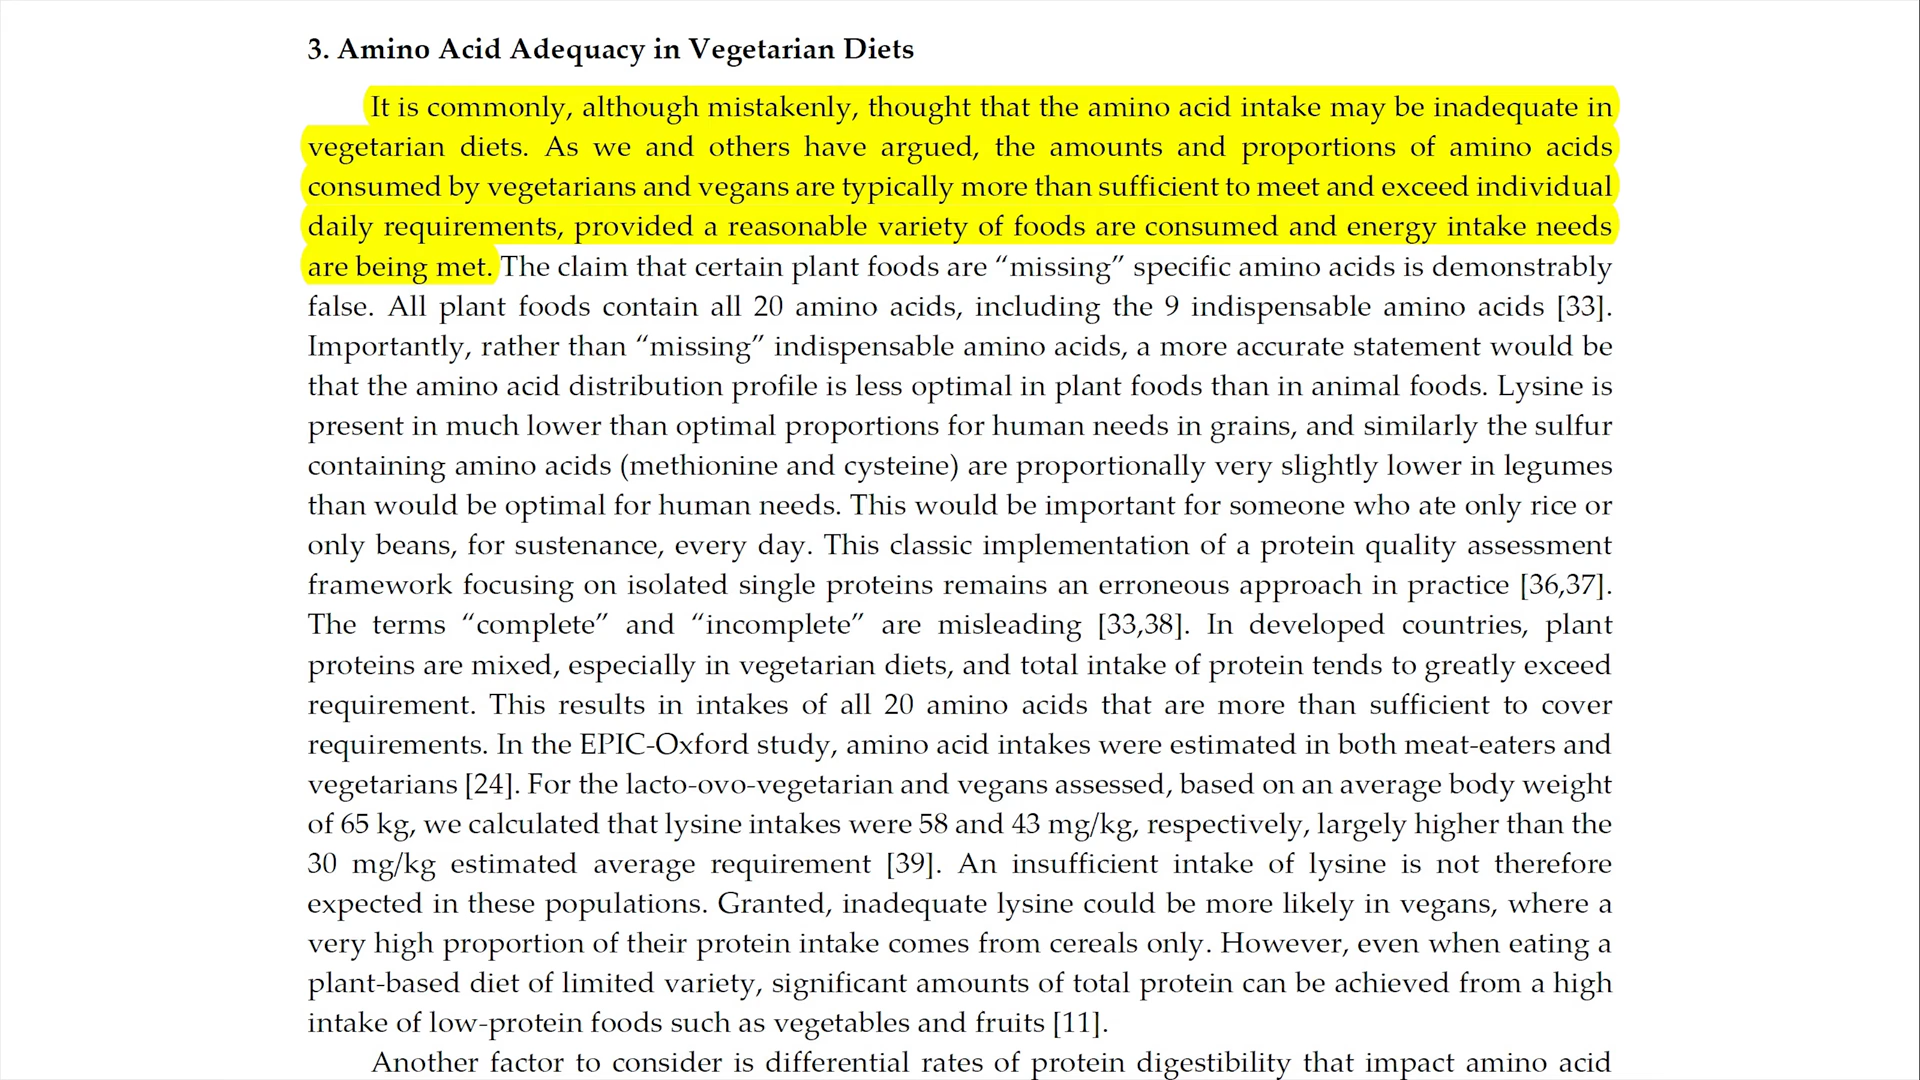 3. Amino Acid Adequacy in Vegetarian Diets
It is commonly, although mistakenly, thought that the amino acid intake may be inadequate in
vegetarian diets. As we and others have argued, the amounts and proportions of amino acids
consumed by vegetarians and vegans are typically more than sufficient to meet and exceed individual
daily requirements, provided a reasonable variety of foods are consumed and energy intake needs
are being met. The claim that certain plant foods are “missing” specific amino acids is demonstrably
false. All plant foods contain all 20 amino acids, including the 9 indispensable amino acids [33].
Importantly, rather than “missing” indispensable amino acids, a more accurate statement would be
that the amino acid distribution profile is less optimal in plant foods than in animal foods. Lysine is
present in much lower than optimal proportions for human needs in grains, and similarly the sulfur
containing amino acids (methionine and cysteine) are proportionally very slightly lower in legumes
than would be optimal for human needs. This would be important for someone who ate only rice or
only beans, for sustenance, every day. This classic implementation of a protein quality assessment
framework focusing on isolated single proteins remains an erroneous approach in practice [36,37].
The terms “complete” and “incomplete” are misleading [33,38]. In developed countries, plant
proteins are mixed, especially in vegetarian diets, and total intake of protein tends to greatly exceed
requirement. This results in intakes of all 20 amino acids that are more than sufficient to cover
requirements. In the EPIC-Oxford study, amino acid intakes were estimated in both meat-eaters and
vegetarians [24]. For the lacto-ovo-vegetarian and vegans assessed, based on an average body weight
of 65 kg, we calculated that lysine intakes were 58 and 43 mg/kg, respectively, largely higher than the
30 mg/kg estimated average requirement [39]. An insufficient intake of lysine is not therefore
expected in these populations. Granted, inadequate lysine could be more likely in vegans, where a
very high proportion of their protein intake comes from cereals only. However, even when eating a
plant-based diet of limited variety, significant amounts of total protein can be achieved from a high
intake of low-protein foods such as vegetables and fruits [11].
Another factor to consider is differential rates of protein digestibility that impact amino acid